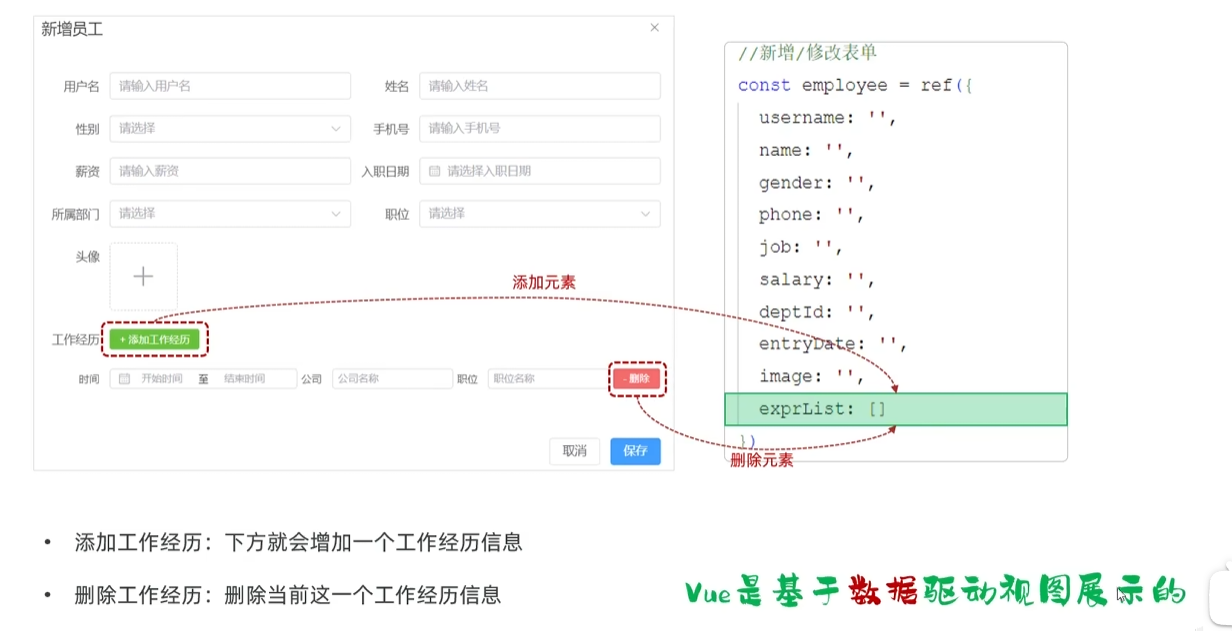 新增员工
用户名 请输入用户名 姓名 请输入姓名
性别 请选择 手机号 请输入手机号
薪资 请输入薪资 入职日期 请选择入职日期
所属部门 请选择 职位 请选择
头像
添加元素
工作经历 + 添加工作经历
时间 开始时间 至 结束时间 公司 公司名称 职位 职位名称 - 删除
取消 保存
//新增/修改表单
const employee = ref({
username: '',
name: '',
gender: '',
phone: '',
job: '',
salary: '',
deptId: '',
entryDate: '',
image: '',
exprList: []
})
删除元素
• 添加工作经历：下方就会增加一个工作经历信息
• 删除工作经历：删除当前这一个工作经历信息
Vue是基于数据驱动视图展示的